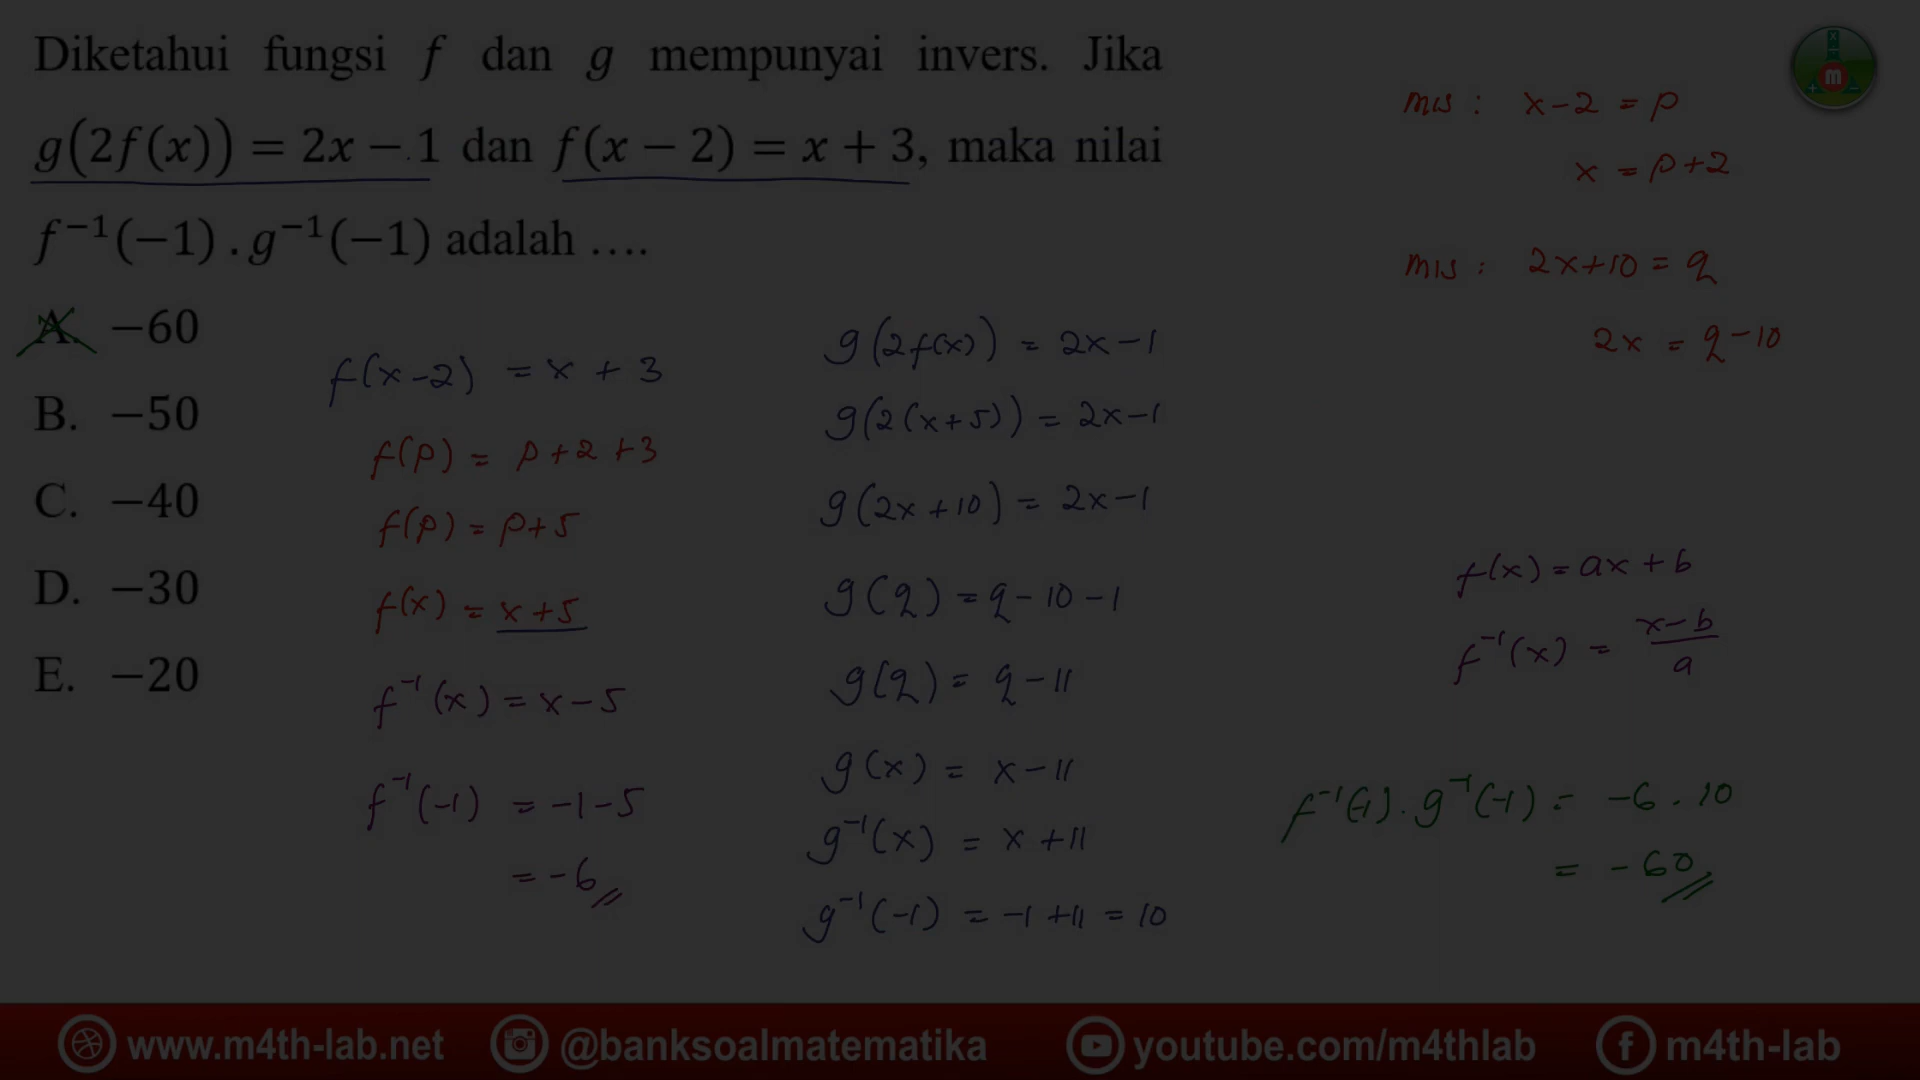 Diketahui fungsi f dan g mempunyai invers. Jika
g(2f(x)) = 2x − 1 dan f(x − 2) = x + 3, maka nilai
f⁻¹(−1) . g⁻¹(−1) adalah ....
A. −60
B. −50
C. −40
D. −30
E. −20
f(x-2) = x + 3
f(p) = p + 2 + 3
f(p) = p + 5
f(x) = x + 5
f⁻¹(x) = x - 5
f⁻¹(-1) = -1 - 5
= -6
g(2f(x)) = 2x - 1
g(2(x+5)) = 2x - 1
g(2x + 10) = 2x - 1
g(q) = q - 10 - 1
g(q) = q - 11
g(x) = x - 11
g⁻¹(x) = x + 11
g⁻¹(-1) = -1 + 11 = 10
m
mis : x - 2 = p
x = p + 2
mis : 2x + 10 = q
2x = q - 10
f(x) = ax + b
f⁻¹(x) = x - b / a
f⁻¹(-1) . g⁻¹(-1) = -6 . 10
= -60
www.m4th-lab.net @banksoalmatematika youtube.com/m4thlab f m4th-lab